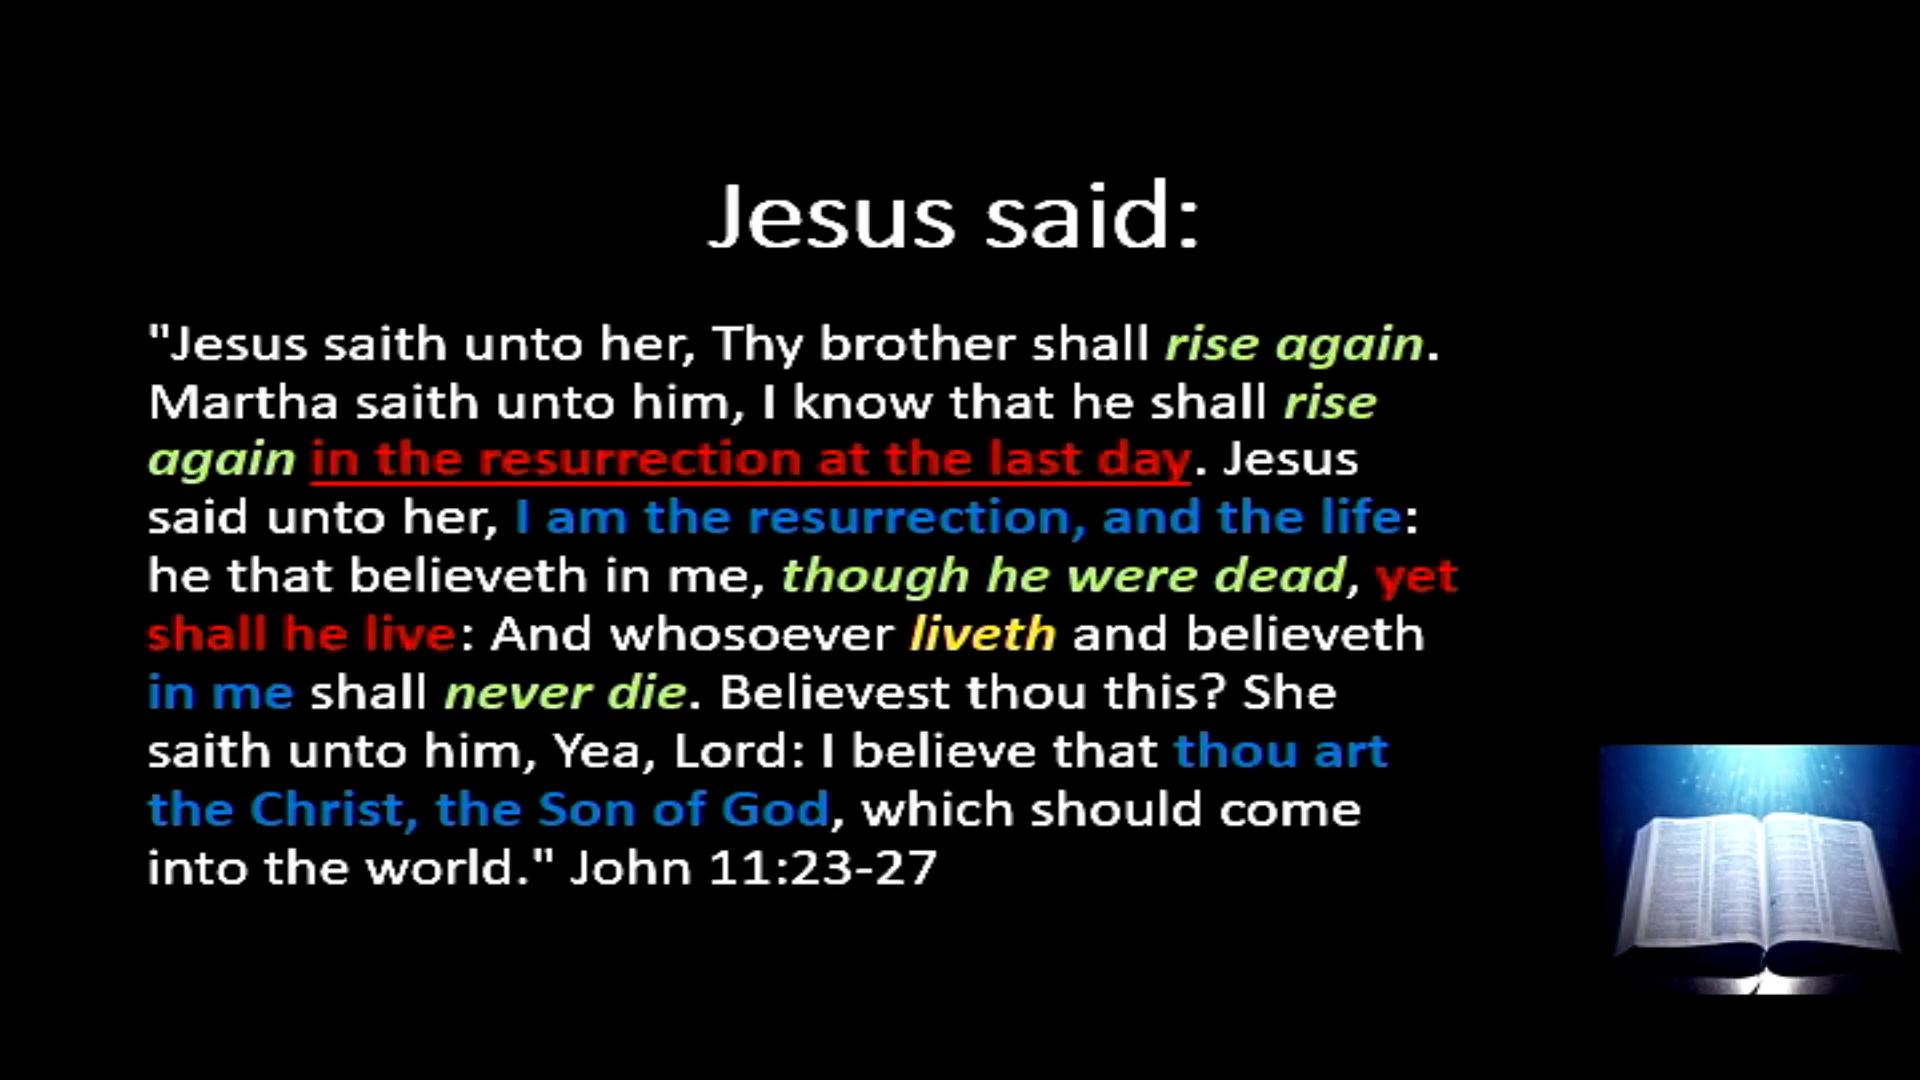 Jesus said:
"Jesus saith unto her, Thy brother shall rise again.
Martha saith unto him, I know that he shall rise
again in the resurrection at the last day. Jesus
said unto her, I am the resurrection, and the life:
he that believeth in me, though he were dead, yet
shall he live: And whosoever liveth and believeth
in me shall never die. Believest thou this? She
saith unto him, Yea, Lord: I believe that thou art
the Christ, the Son of God, which should come
into the world." John 11:23-27